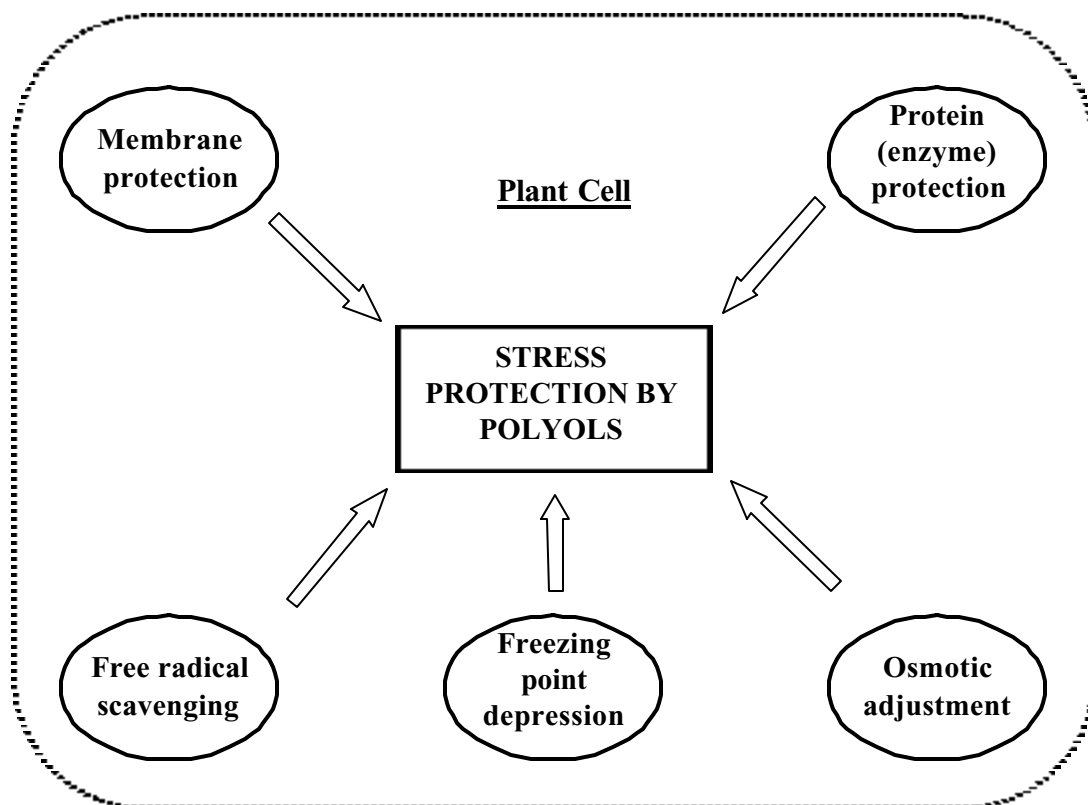 Membrane
protection
Protein
(enzyme)
protection
Plant Cell
STRESS
PROTECTION BY
POLYOLS
Free radical
scavenging
Freezing
point
depression
Osmotic
adjustment